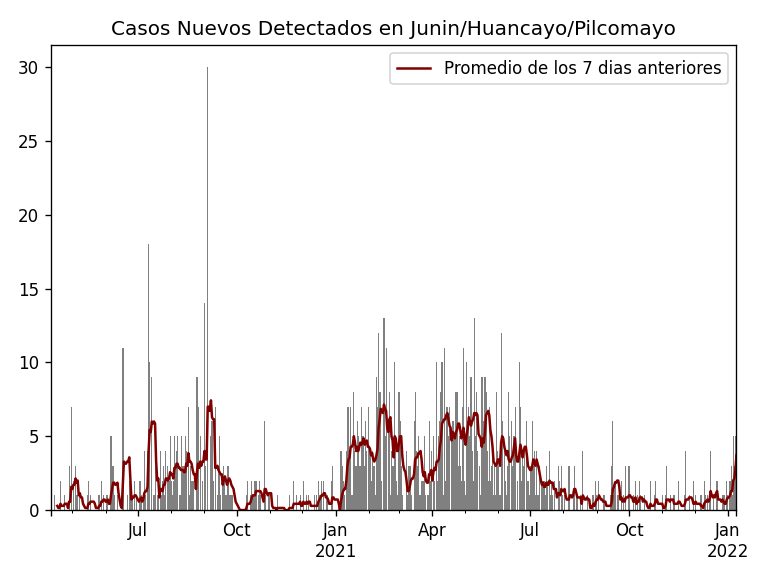 Casos Nuevos Detectados en Junin/Huancayo/Pilcomayo
Promedio de los 7 dias anteriores
30
25
20
15
10
5
0
Jul
Oct
Jan
2021
Apr
Jul
Oct
Jan
2022